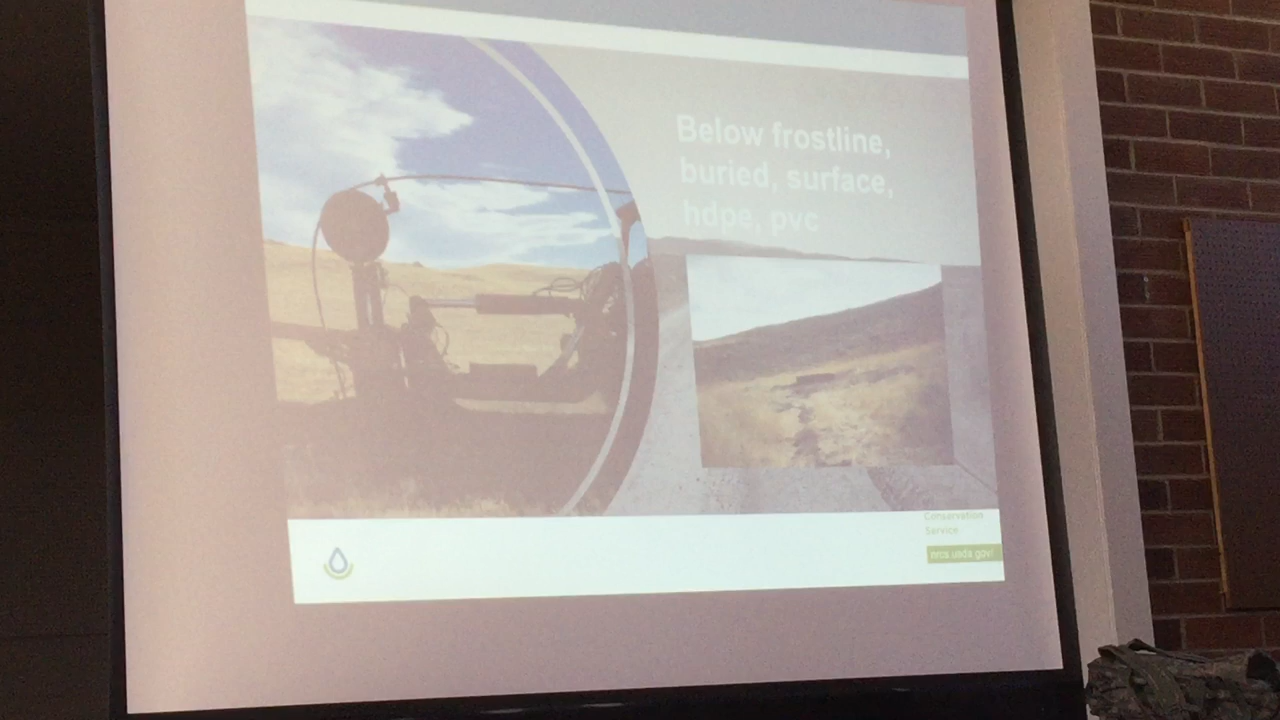 Below frostline,
buried, surface,
hdpe, pvc
Conservation
Service
nrcs.usda.gov/